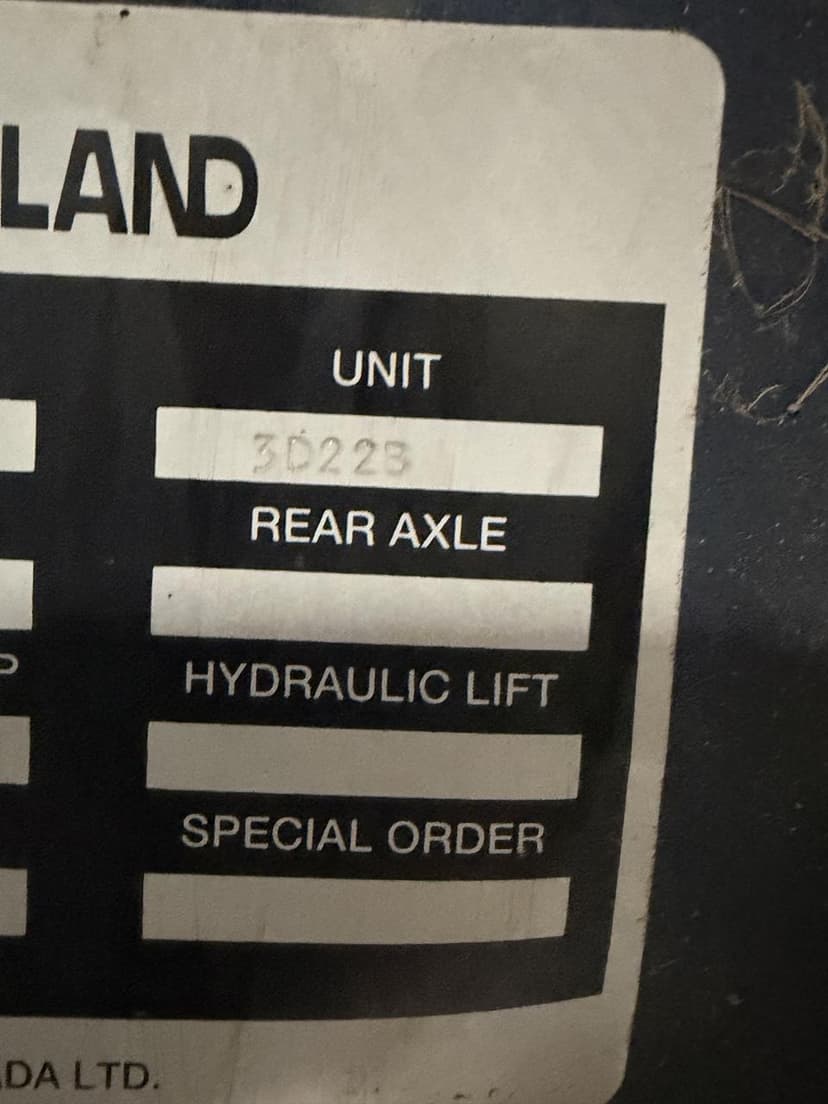 LAND
UNIT
3D22B
REAR AXLE
P
HYDRAULIC LIFT
SPECIAL ORDER
DA LTD.